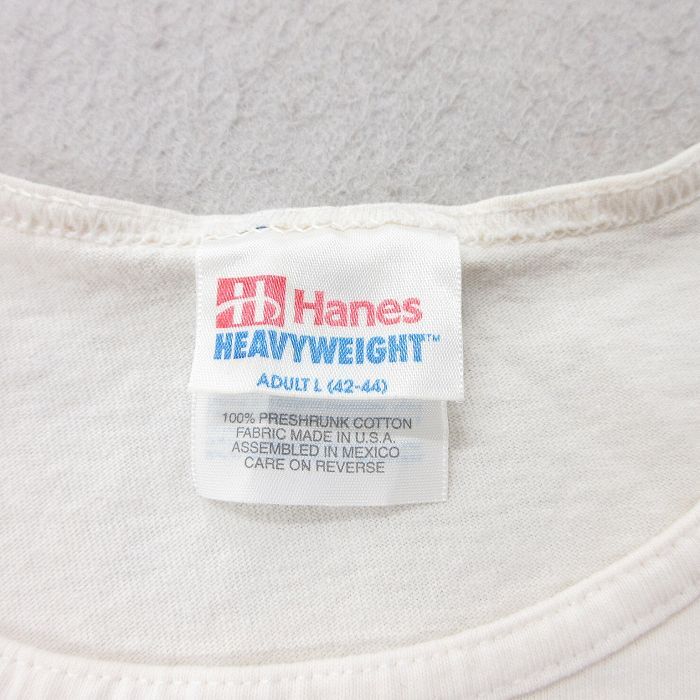 Hanes
HEAVYWEIGHT™
ADULT L (42-44)
100% PRESHRUNK COTTON
FABRIC MADE IN U.S.A.
ASSEMBLED IN MEXICO
CARE ON REVERSE